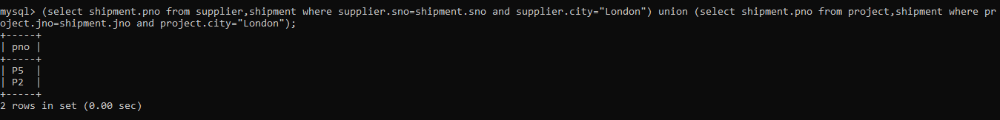 mysql> (select shipment.pno from supplier,shipment where supplier.sno=shipment.sno and supplier.city="London") union (select shipment.pno from project,shipment where pr
oject.jno=shipment.jno and project.city="London");
+-----+
| pno |
+-----+
| P5  |
| P2  |
+-----+
2 rows in set (0.00 sec)